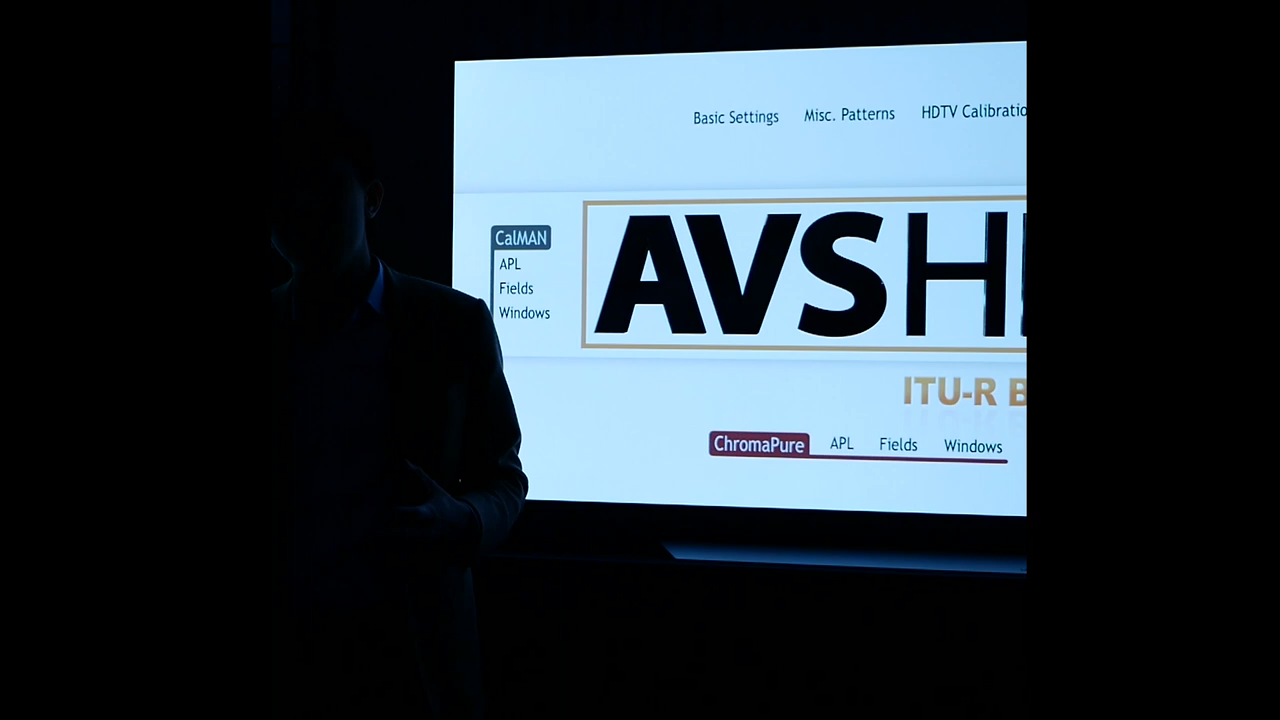 Basic Settings Misc. Patterns HDTV Calibratio
CalMAN
APL
Fields
Windows
AVSH
ITU-R B
ChromaPure APL Fields Windows